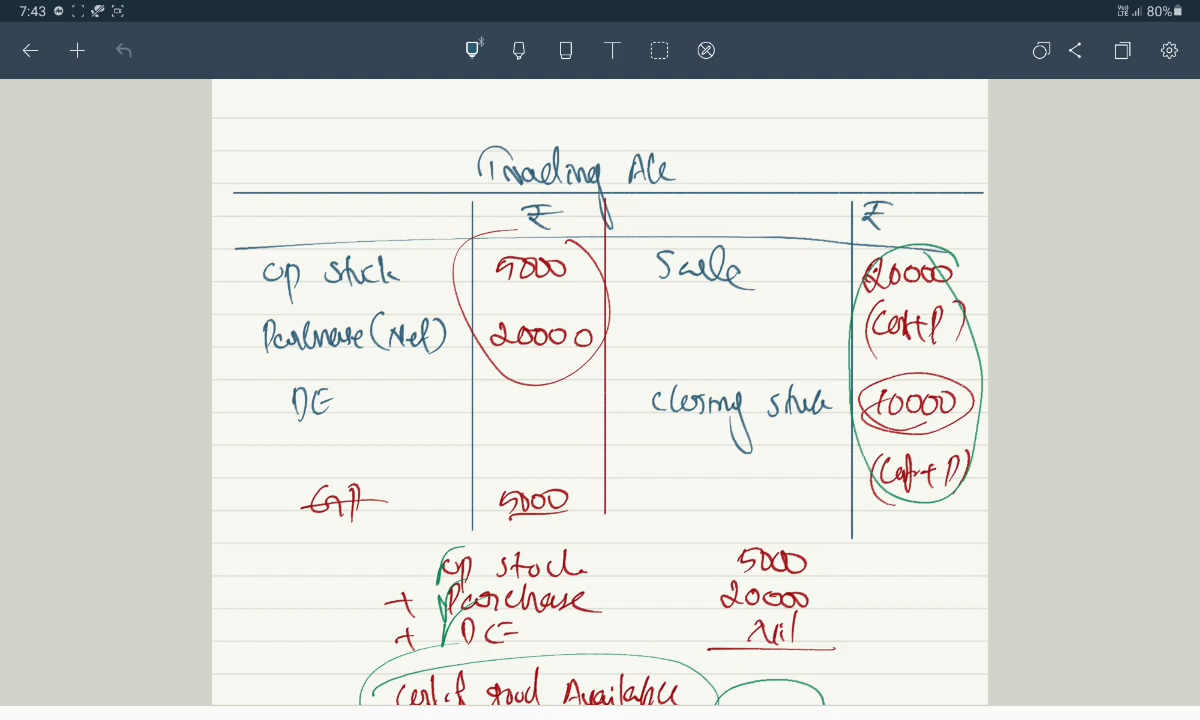 7:43 80%
Trading A/c
₹ ₹
OP Stock 5000 Sale 20000
Purchase (Net) 20000 (Cost+P)
DE Closing Stock 10000
(Cost+P)
GP 5000
OP Stock 5000
+ Purchase 20000
+ DE Nil
Cost of good Available